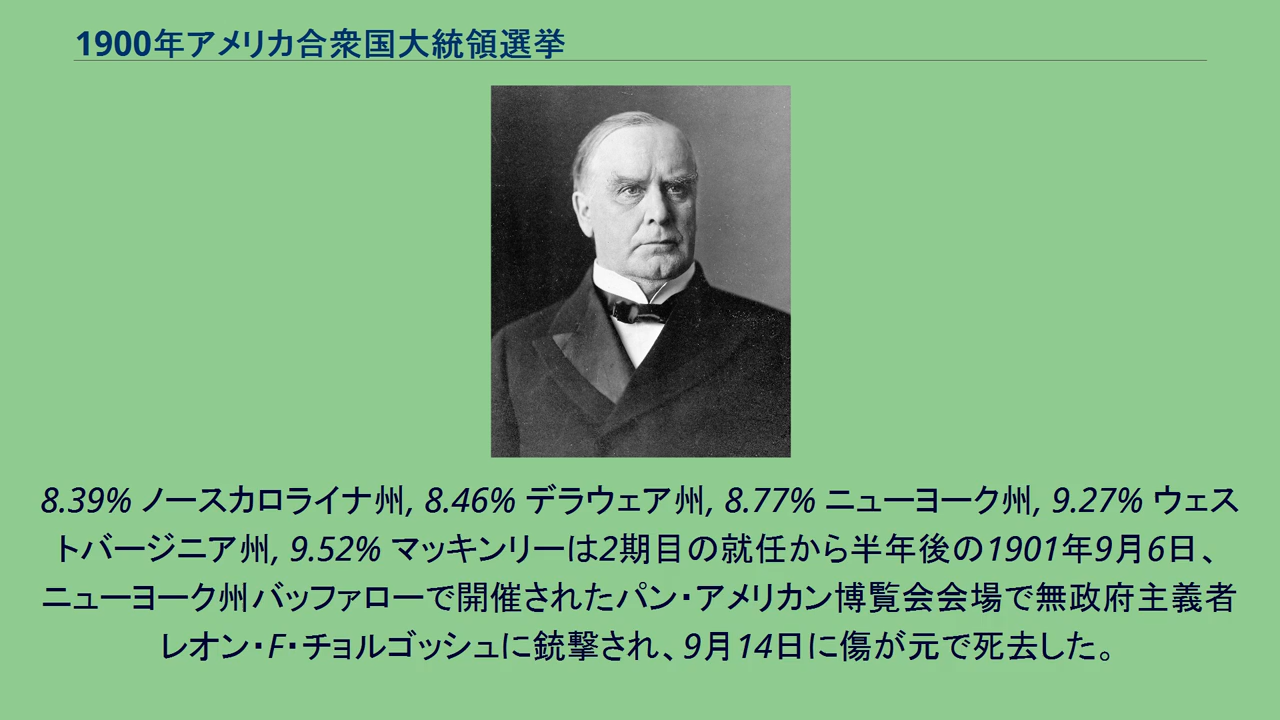 1900年アメリカ合衆国大統領選挙
8.39% ノースカロライナ州, 8.46% デラウェア州, 8.77% ニューヨーク州, 9.27% ウェス
トバージニア州, 9.52% マッキンリーは2期目の就任から半年後の1901年9月6日、
ニューヨーク州バッファローで開催されたパン・アメリカン博覧会会場で無政府主義者
レオン・F・チョルゴッシュに銃撃され、9月14日に傷が元で死去した。